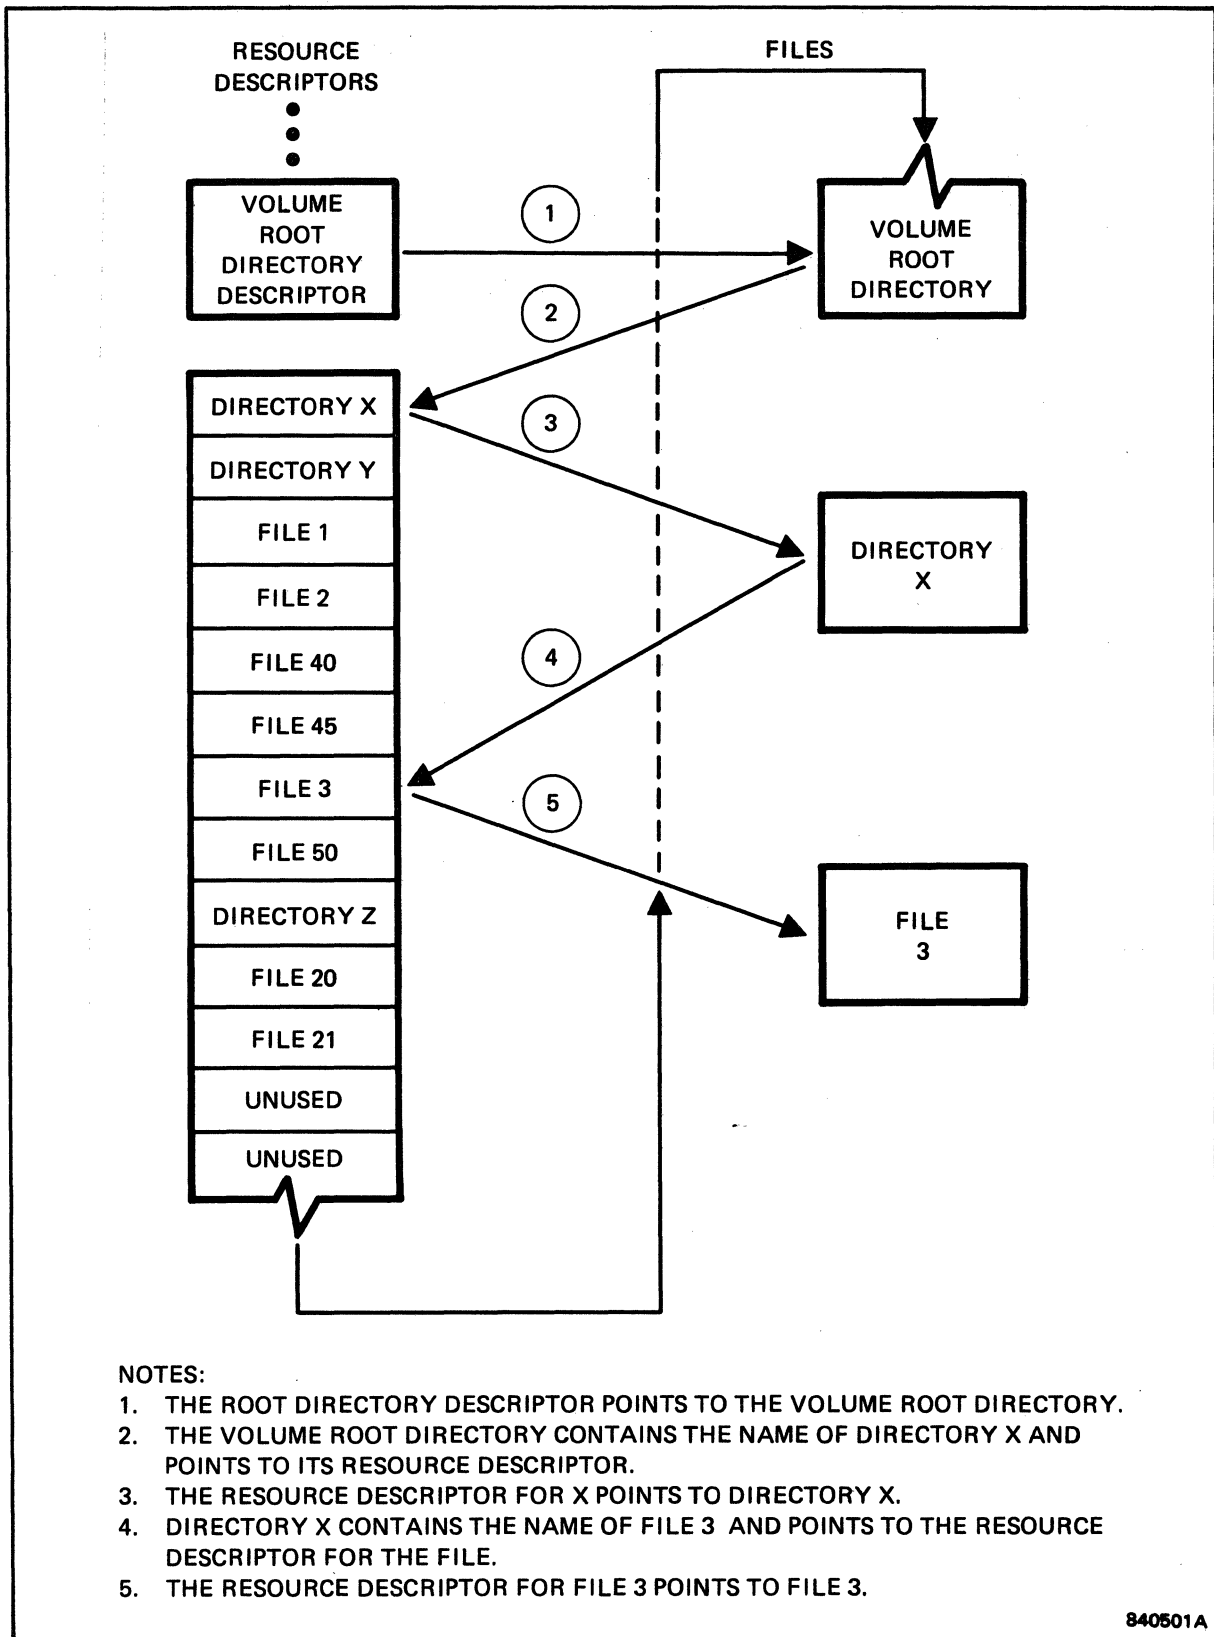 RESOURCE
DESCRIPTORS
FILES
VOLUME
ROOT
DIRECTORY
DESCRIPTOR
1
VOLUME
ROOT
DIRECTORY
2
DIRECTORY X
3
DIRECTORY Y
FILE 1
DIRECTORY
X
FILE 2
FILE 40
4
FILE 45
FILE 3
5
FILE 50
DIRECTORY Z
FILE
3
FILE 20
FILE 21
UNUSED
UNUSED
NOTES:
1. THE ROOT DIRECTORY DESCRIPTOR POINTS TO THE VOLUME ROOT DIRECTORY.
2. THE VOLUME ROOT DIRECTORY CONTAINS THE NAME OF DIRECTORY X AND
POINTS TO ITS RESOURCE DESCRIPTOR.
3. THE RESOURCE DESCRIPTOR FOR X POINTS TO DIRECTORY X.
4. DIRECTORY X CONTAINS THE NAME OF FILE 3 AND POINTS TO THE RESOURCE
DESCRIPTOR FOR THE FILE.
5. THE RESOURCE DESCRIPTOR FOR FILE 3 POINTS TO FILE 3.
840501A